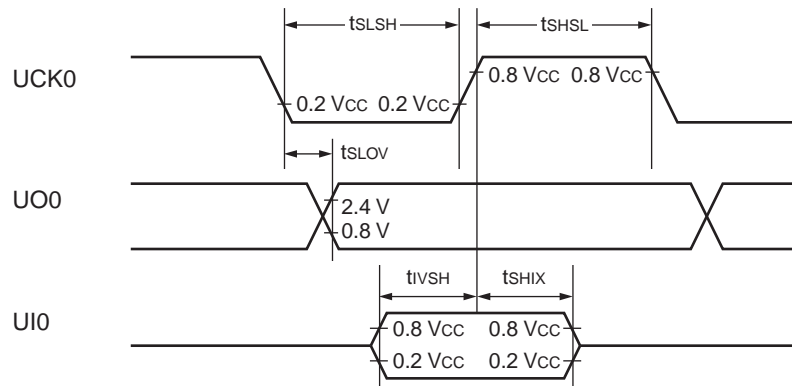 tSLSH tSHSL
UCK0
0.8 VCC 0.8 VCC
0.2 VCC 0.2 VCC
tSLOV
UO0
2.4 V
0.8 V
tIVSH tSHIX
UI0
0.8 VCC 0.8 VCC
0.2 VCC 0.2 VCC